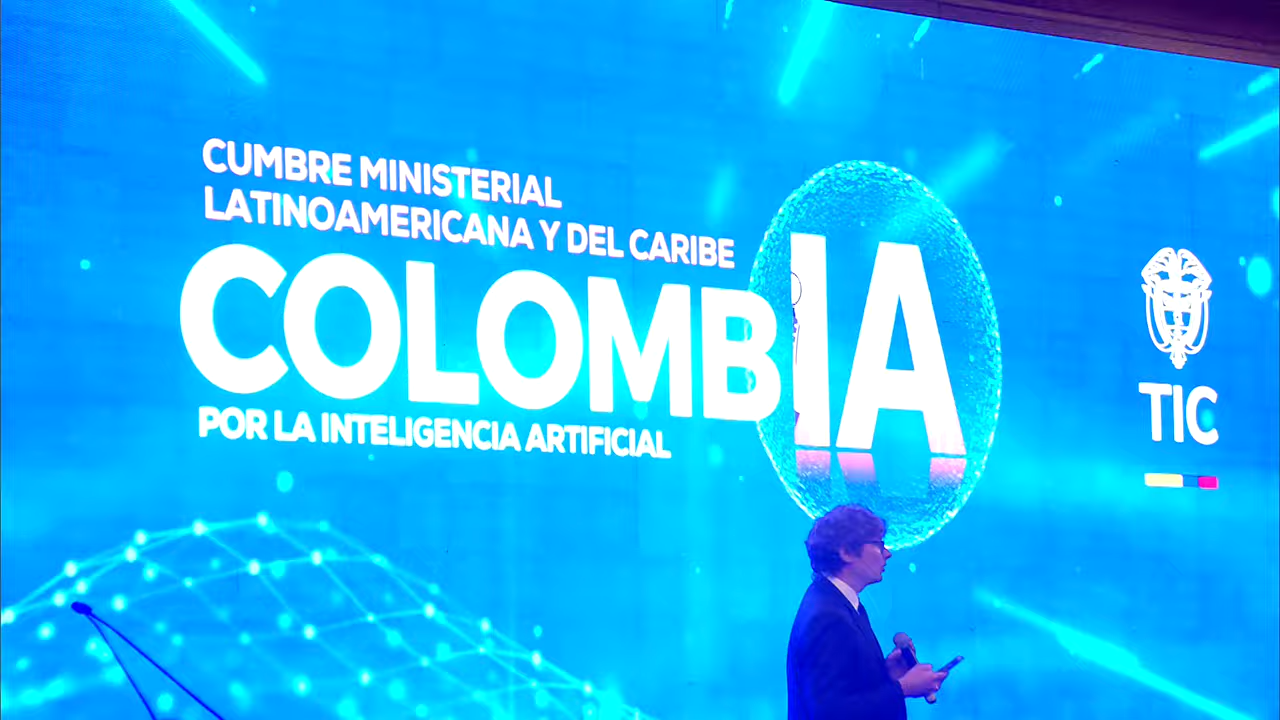 CUMBRE MINISTERIAL
LATINOAMERICANA Y DEL CARIBE
COLOMBIA
POR LA INTELIGENCIA ARTIFICIAL
TIC